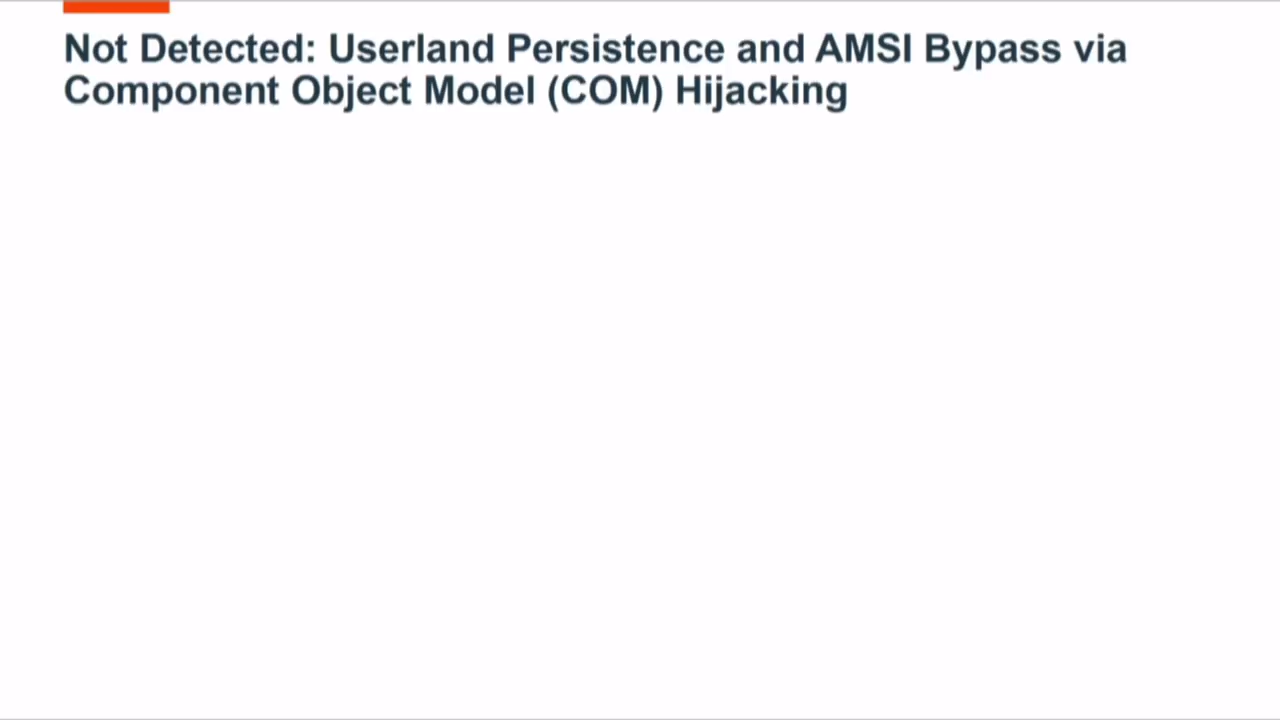 Not Detected: Userland Persistence and AMSI Bypass via
Component Object Model (COM) Hijacking